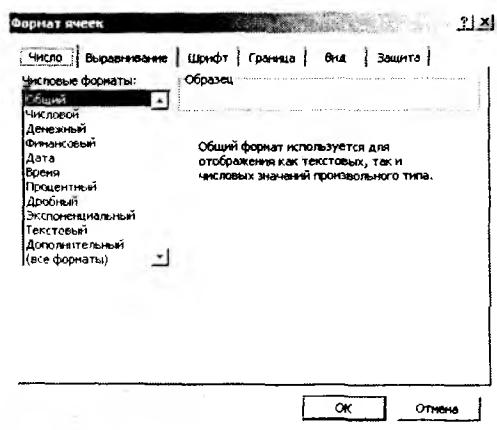 Формат ячеек
Число Выравнивание Шрифт Граница Вид Защита
Числовые форматы:
Образец
Общий
Числовой
Денежный
Финансовый
Дата
Время
Процентный
Дробный
Экспоненциальный
Текстовый
Дополнительный
(все форматы)
Общий формат используется для
отображения как текстовых, так и
числовых значений произвольного типа.
ОК Отмена